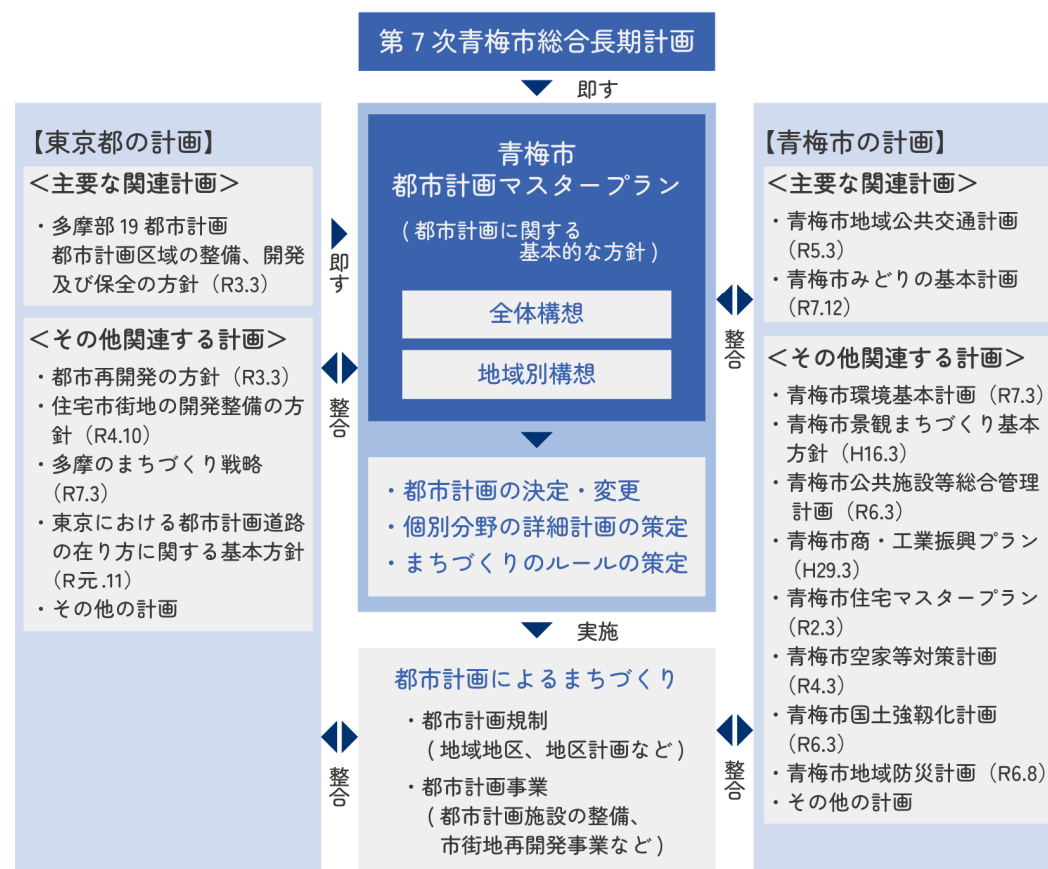 第7次青梅市総合長期計画
即す
【東京都の計画】
<主要な関連計画>
・多摩部19都市計画
都市計画区域の整備、開発
及び保全の方針（R3.3）
<その他関連する計画>
・都市再開発の方針（R3.3）
・住宅市街地の開発整備の方
針（R4.10）
・多摩のまちづくり戦略
（R7.3）
・東京における都市計画道路
の在り方に関する基本方針
（R元.11）
・その他の計画
即す
整合
整合
青梅市
都市計画マスタープラン
(都市計画に関する
基本的な方針)
全体構想
地域別構想
・都市計画の決定・変更
・個別分野の詳細計画の策定
・まちづくりのルールの策定
実施
都市計画によるまちづくり
・都市計画規制
(地域地区、地区計画など)
・都市計画事業
(都市計画施設の整備、
市街地再開発事業など)
整合
整合
【青梅市の計画】
<主要な関連計画>
・青梅市地域公共交通計画
（R5.3）
・青梅市みどりの基本計画
（R7.12）
<その他関連する計画>
・青梅市環境基本計画（R7.3）
・青梅市景観まちづくり基本
方針（H16.3）
・青梅市公共施設等総合管理
計画（R6.3）
・青梅市商・工業振興プラン
（H29.3）
・青梅市住宅マスタープラン
（R2.3）
・青梅市空家等対策計画
（R4.3）
・青梅市国土強靱化計画
（R6.3）
・青梅市地域防災計画（R6.8）
・その他の計画